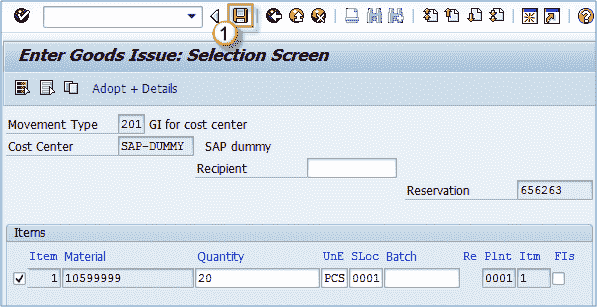 1
Enter Goods Issue: Selection Screen
Adopt + Details
Movement Type 201 GI for cost center
Cost Center SAP-DUMMY SAP dummy
Recipient
Reservation 656263
Items
Item Material Quantity UnE SLoc Batch Re Plnt Itm FIs
1 10599999 20 PCS 0001 0001 1